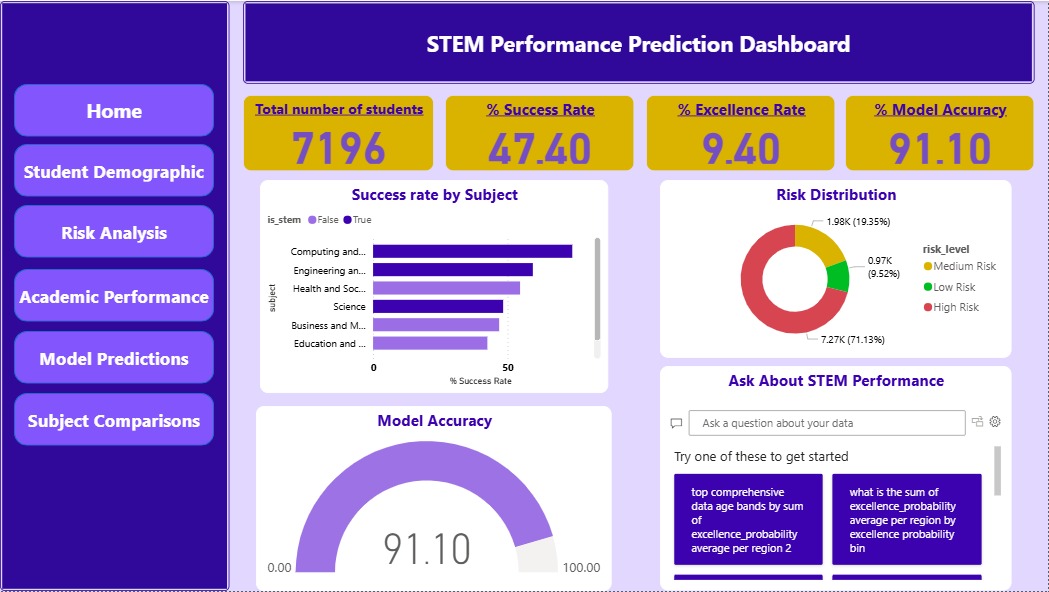 STEM Performance Prediction Dashboard
Home
Student Demographic
Risk Analysis
Academic Performance
Model Predictions
Subject Comparisons
Total number of students
7196
% Success Rate
47.40
% Excellence Rate
9.40
% Model Accuracy
91.10
Success rate by Subject
is_stem False True
subject
Computing and...
Engineering an...
Health and Soc...
Science
Business and M...
Education and ...
0 50
% Success Rate
Risk Distribution
1.98K (19.35%)
0.97K
(9.52%)
7.27K (71.13%)
risk_level
Medium Risk
Low Risk
High Risk
Model Accuracy
91.10
0.00 100.00
Ask About STEM Performance
Ask a question about your data
Try one of these to get started
top comprehensive
data age bands by sum
of
excellence_probability
average per region 2
what is the sum of
excellence_probability
average per region by
excellence probability
bin